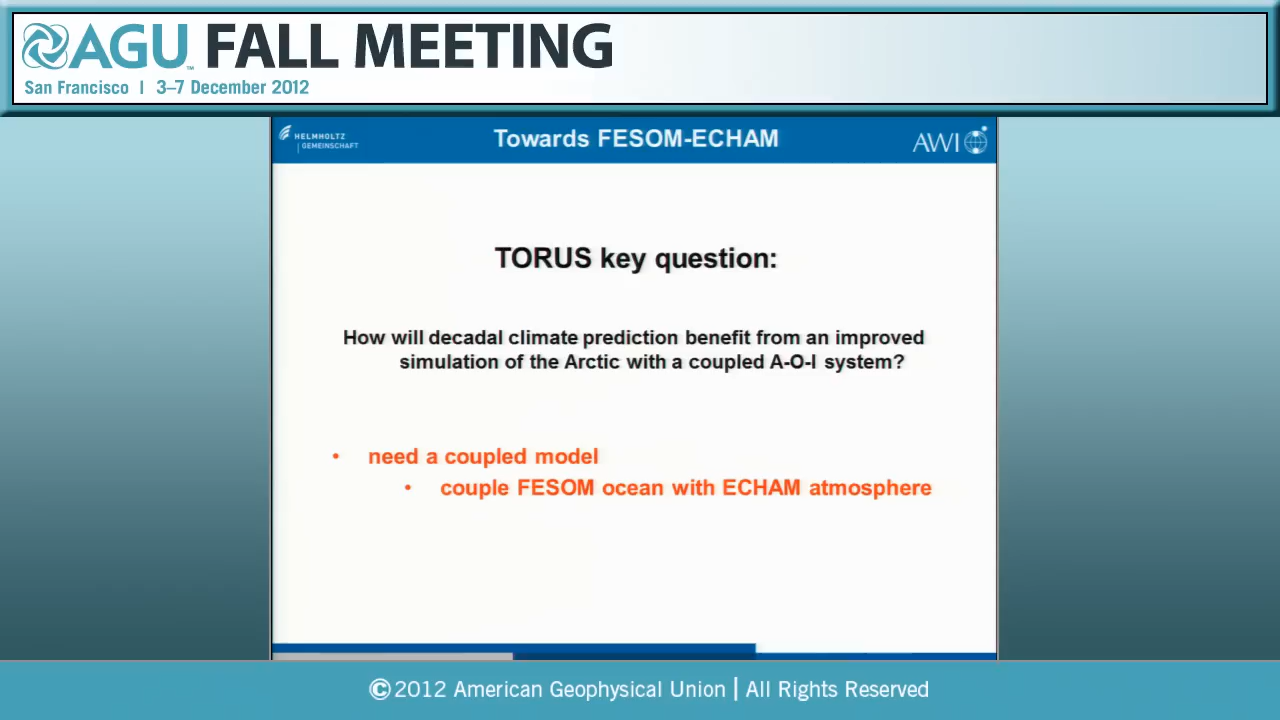 AGU FALL MEETING
TM
San Francisco | 3–7 December 2012
HELMHOLTZ
GEMEINSCHAFT
Towards FESOM-ECHAM
AWI
TORUS key question:
How will decadal climate prediction benefit from an improved
simulation of the Arctic with a coupled A-O-I system?
• need a coupled model
• couple FESOM ocean with ECHAM atmosphere
©2012 American Geophysical Union | All Rights Reserved